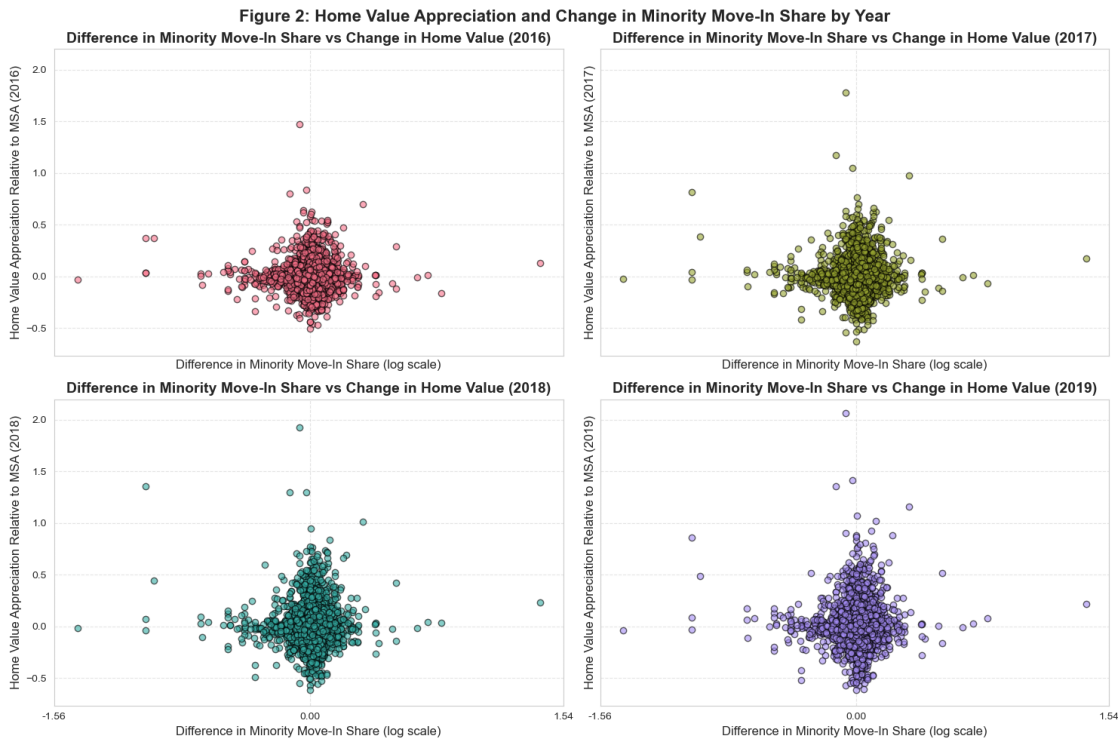 Figure 2: Home Value Appreciation and Change in Minority Move-In Share by Year
Difference in Minority Move-In Share vs Change in Home Value (2016)
Home Value Appreciation Relative to MSA (2016)
2.0
1.5
1.0
0.5
0.0
−0.5
Difference in Minority Move-In Share (log scale)
Difference in Minority Move-In Share vs Change in Home Value (2017)
Home Value Appreciation Relative to MSA (2017)
Difference in Minority Move-In Share (log scale)
Difference in Minority Move-In Share vs Change in Home Value (2018)
Home Value Appreciation Relative to MSA (2018)
2.0
1.5
1.0
0.5
0.0
−0.5
-1.56
0.00
1.54
Difference in Minority Move-In Share (log scale)
Difference in Minority Move-In Share vs Change in Home Value (2019)
Home Value Appreciation Relative to MSA (2019)
-1.56
0.00
1.54
Difference in Minority Move-In Share (log scale)